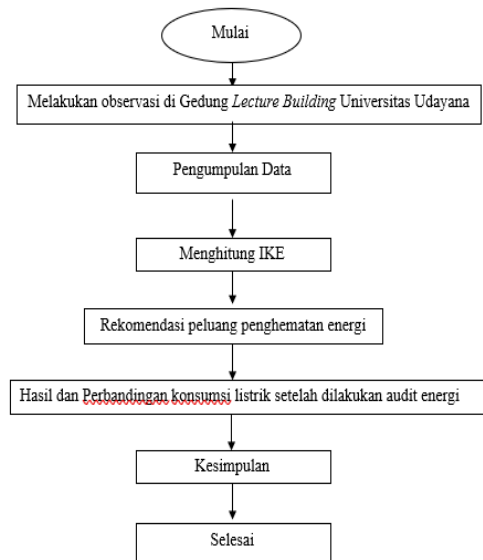 Mulai
Melakukan observasi di Gedung Lecture Building Universitas Udayana
Pengumpulan Data
Menghitung IKE
Rekomendasi peluang penghematan energi
Hasil dan Perbandingan konsumsi listrik setelah dilakukan audit energi
Kesimpulan
Selesai